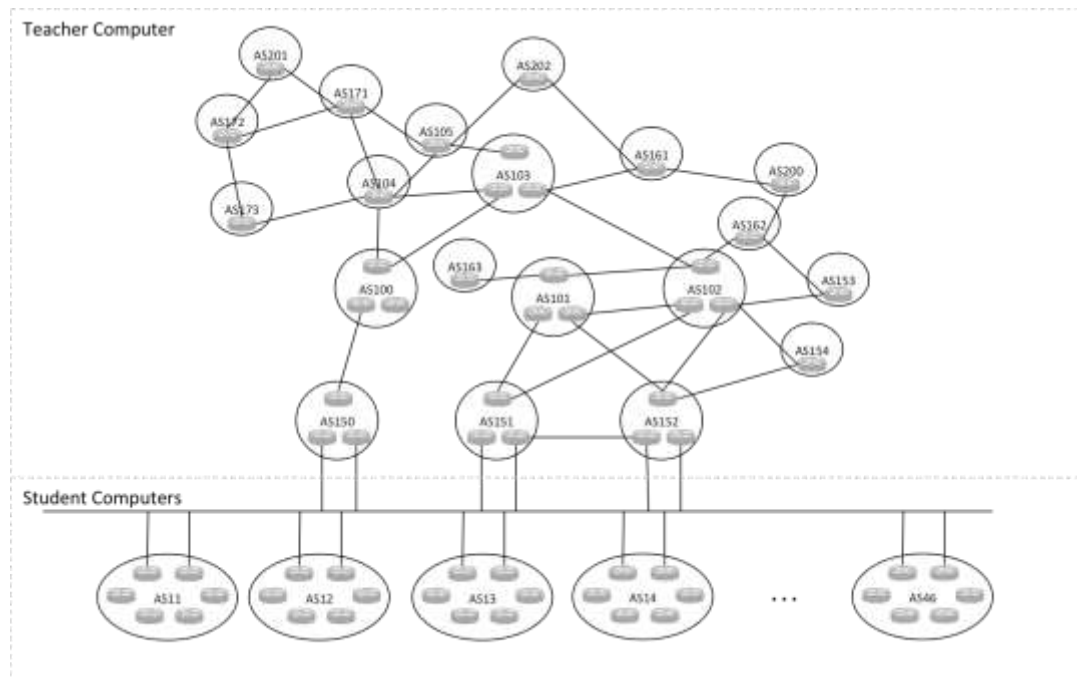 Teacher Computer
AS201
AS202
AS171
AS172
AS105
AS161
AS103
AS200
AS104
AS173
AS162
AS163
AS100
AS101
AS102
AS153
AS154
AS150
AS151
AS152
Student Computers
AS11
AS12
AS13
AS14
...
AS46